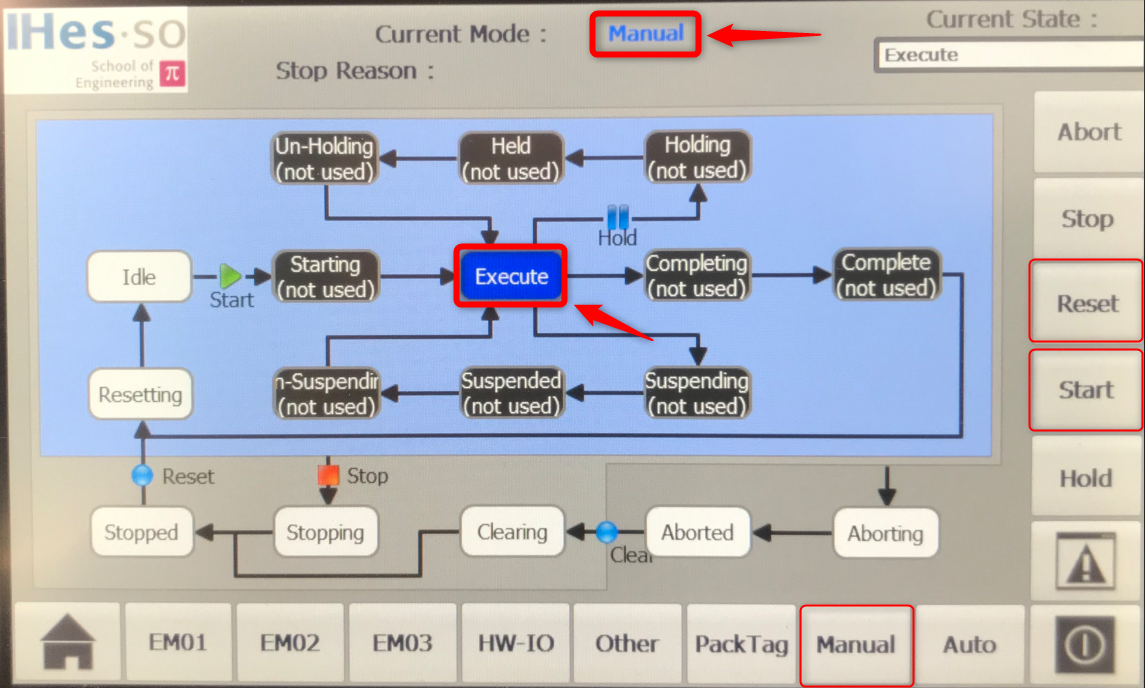 Hes·so
School of
Engineering π
Current Mode :
Manual
Current State :
Execute
Stop Reason :
Un-Holding
(not used)
Held
(not used)
Holding
(not used)
Hold
Idle
Start
Starting
(not used)
Execute
Completing
(not used)
Complete
(not used)
Resetting
n-Suspendin
(not used)
Suspended
(not used)
Suspending
(not used)
Reset
Stop
Stopped
Stopping
Clearing
Clear
Aborted
Aborting
Abort
Stop
Reset
Start
Hold
EM01
EM02
EM03
HW-IO
Other
PackTag
Manual
Auto